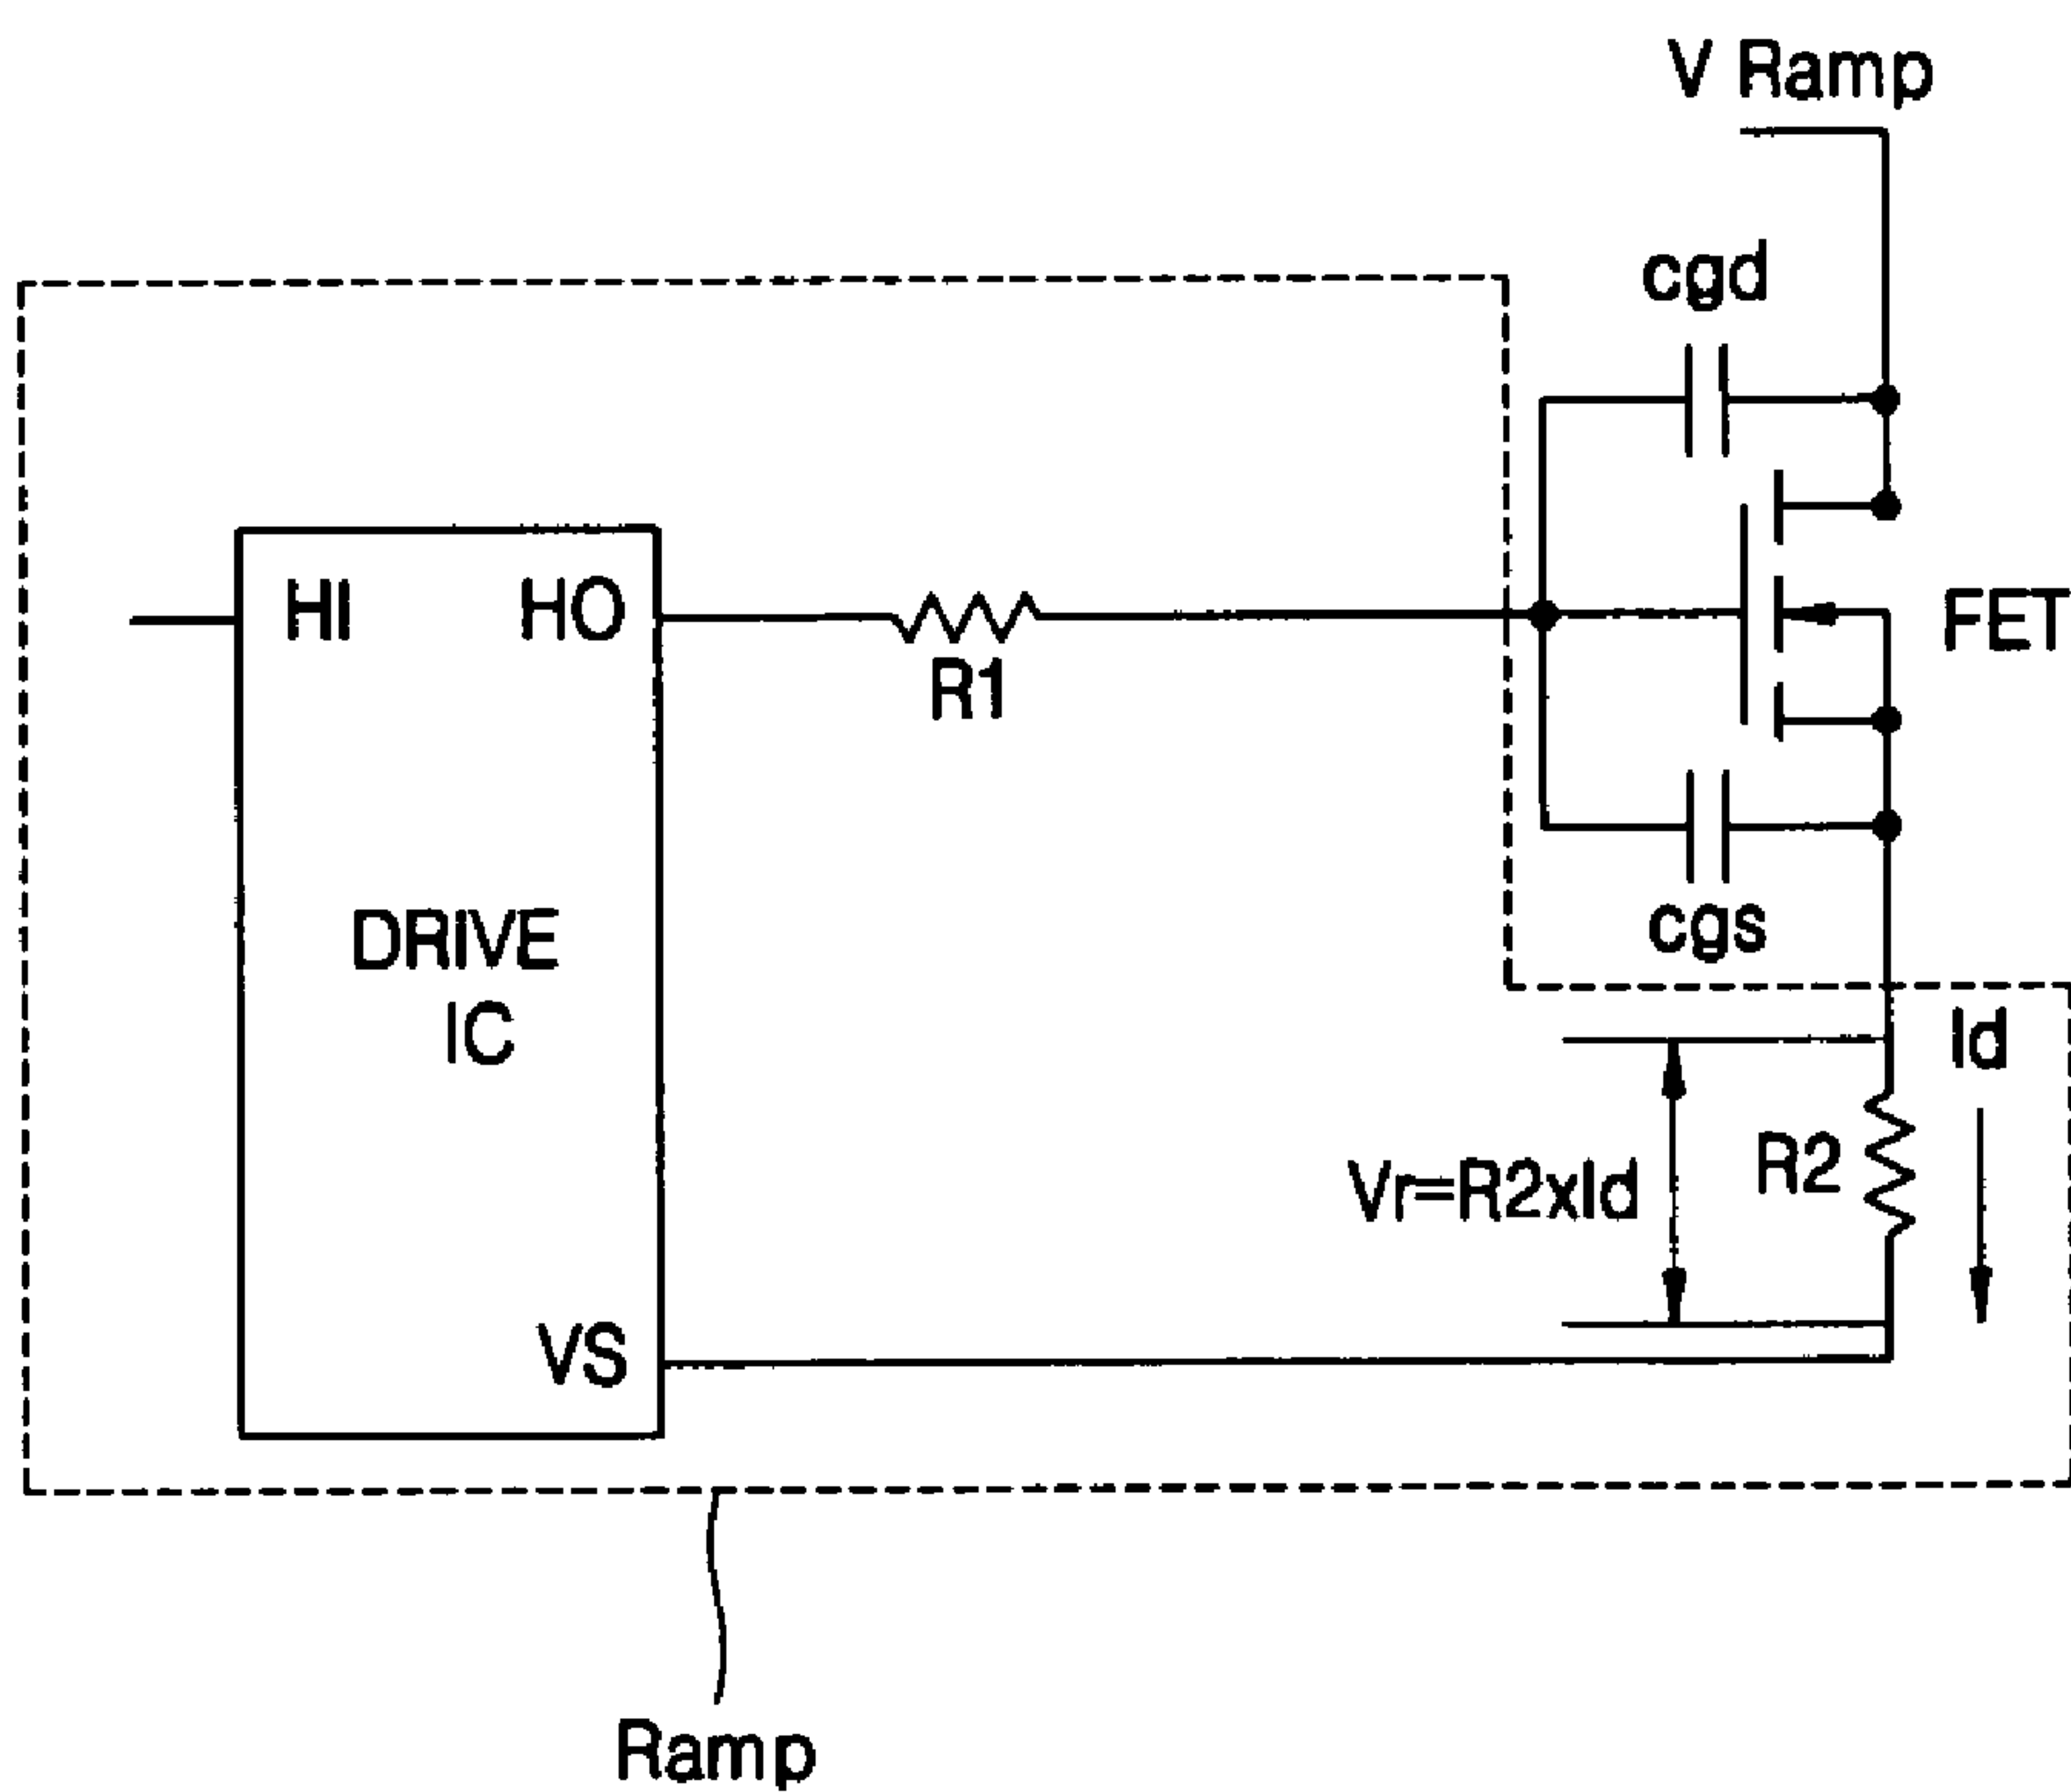 V Ramp
cgd
HI
HO
FET
R1
cgs
DRiVE
IC
Id
R2
Vr=R2xId
VS
Ramp